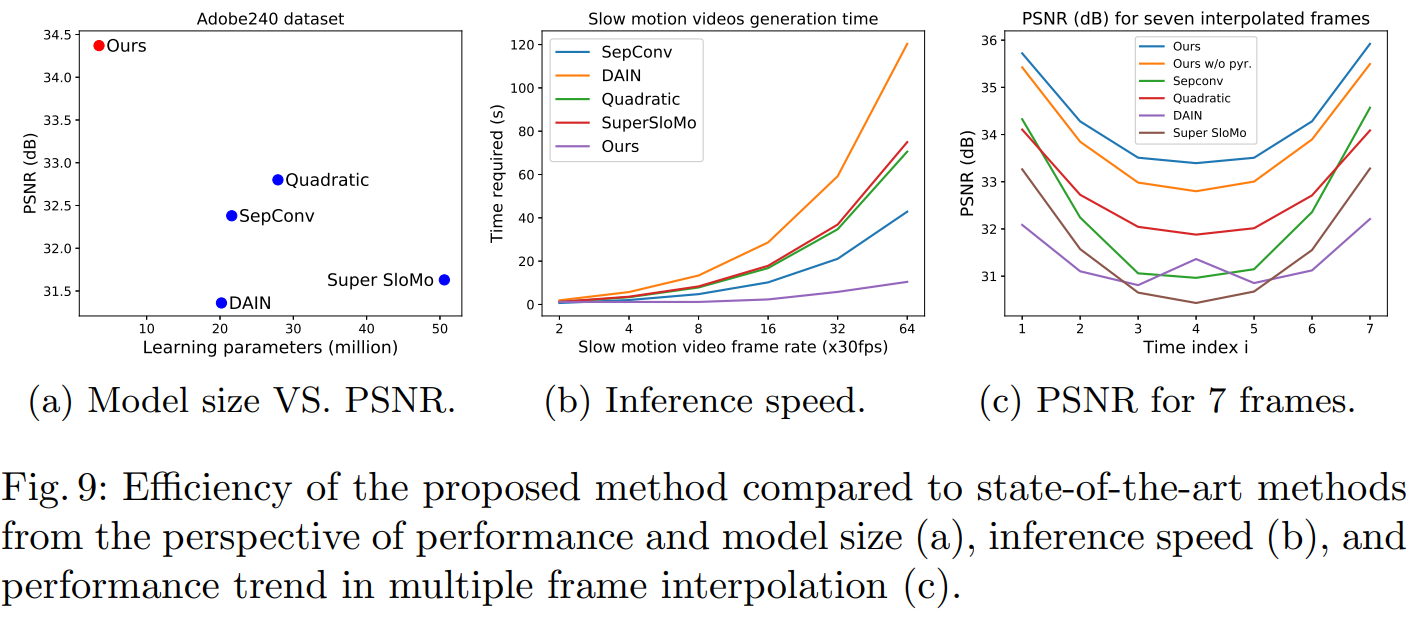 Adobe240 dataset
34.5
34.0
33.5
33.0
32.5
32.0
31.5
PSNR (dB)
Ours
Quadratic
SepConv
Super SloMo
DAIN
10 20 30 40 50
Learning parameters (million)
(a) Model size VS. PSNR.
Slow motion videos generation time
120
100
80
60
40
20
0
Time required (s)
SepConv
DAIN
Quadratic
SuperSloMo
Ours
2 4 8 16 32 64
Slow motion video frame rate (x30fps)
(b) Inference speed.
PSNR (dB) for seven interpolated frames
36
35
34
33
32
31
PSNR (dB)
Ours
Ours w/o pyr.
Sepconv
Quadratic
DAIN
Super SloMo
1 2 3 4 5 6 7
Time index i
(c) PSNR for 7 frames.
Fig. 9: Efficiency of the proposed method compared to state-of-the-art methods
from the perspective of performance and model size (a), inference speed (b), and
performance trend in multiple frame interpolation (c).